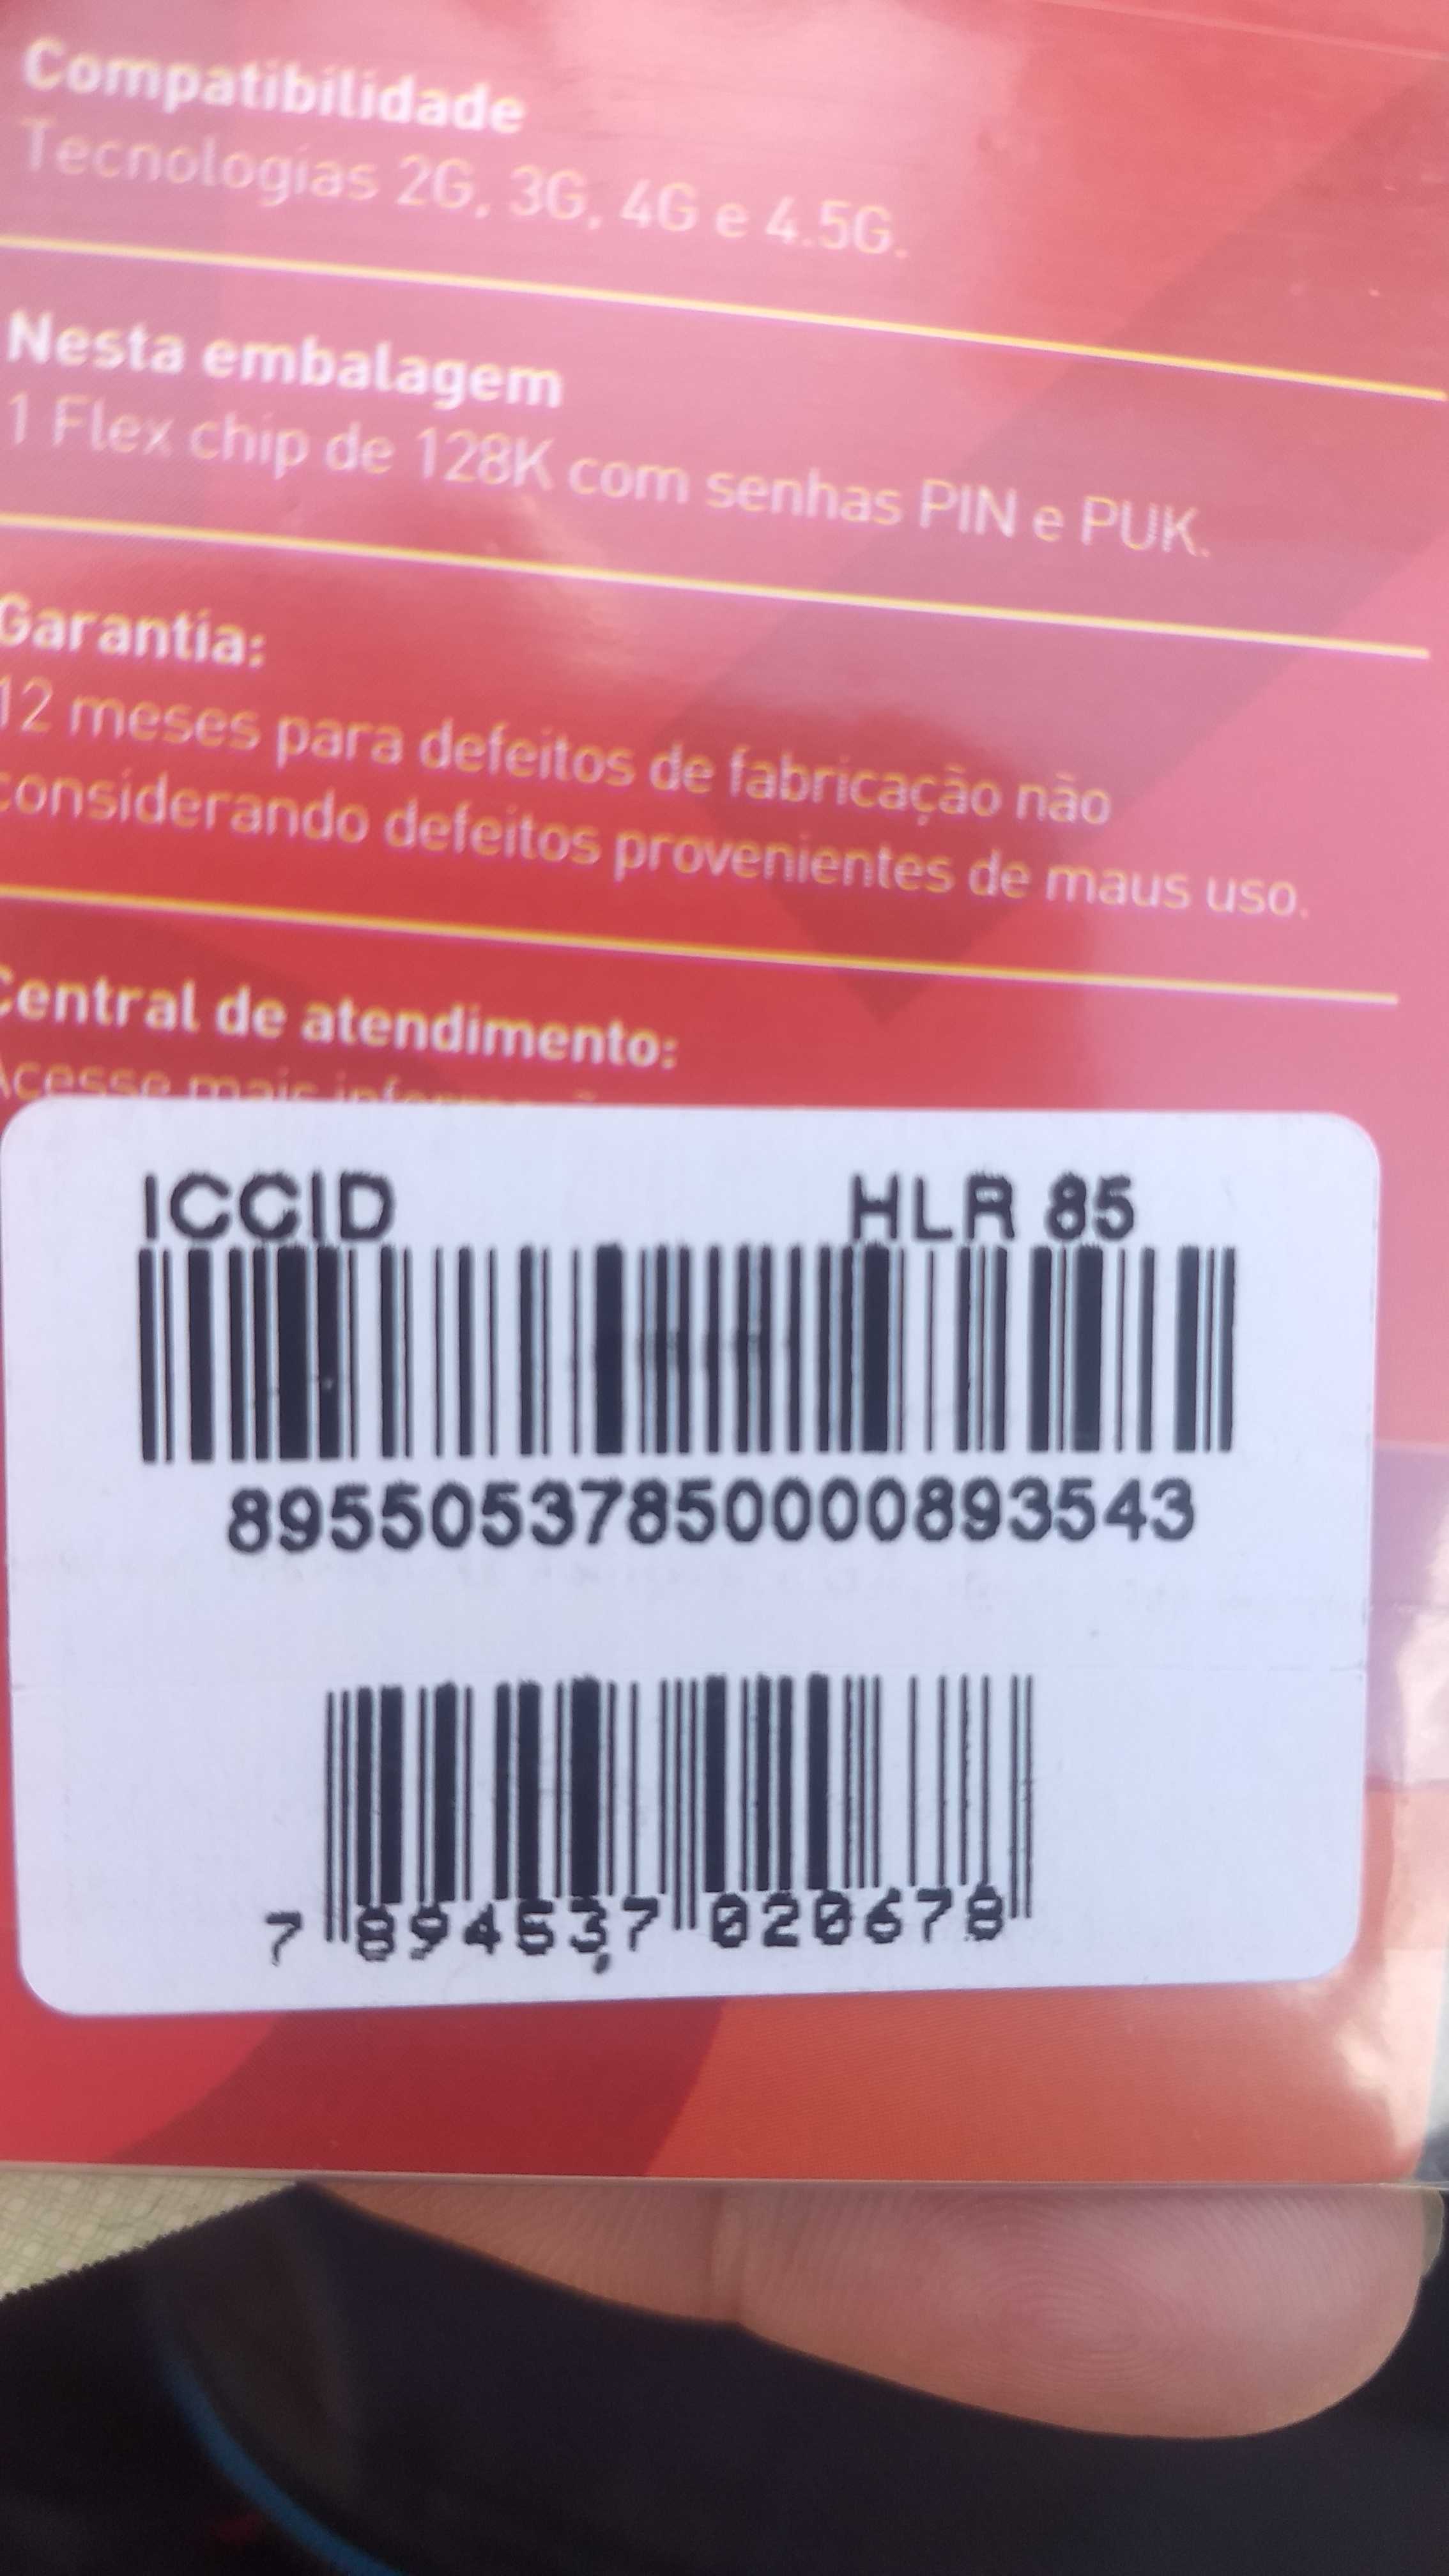 Compatibilidade
Tecnologias 2G, 3G, 4G e 4.5G.
Nesta embalagem
1 Flex chip de 128K com senhas PIN e PUK.
Garantia:
12 meses para defeitos de fabricação não
considerando defeitos provenientes de maus uso.
Central de atendimento:
Acesse mais
ICCID HLR 85
89550537850000893543
7 894537 020678